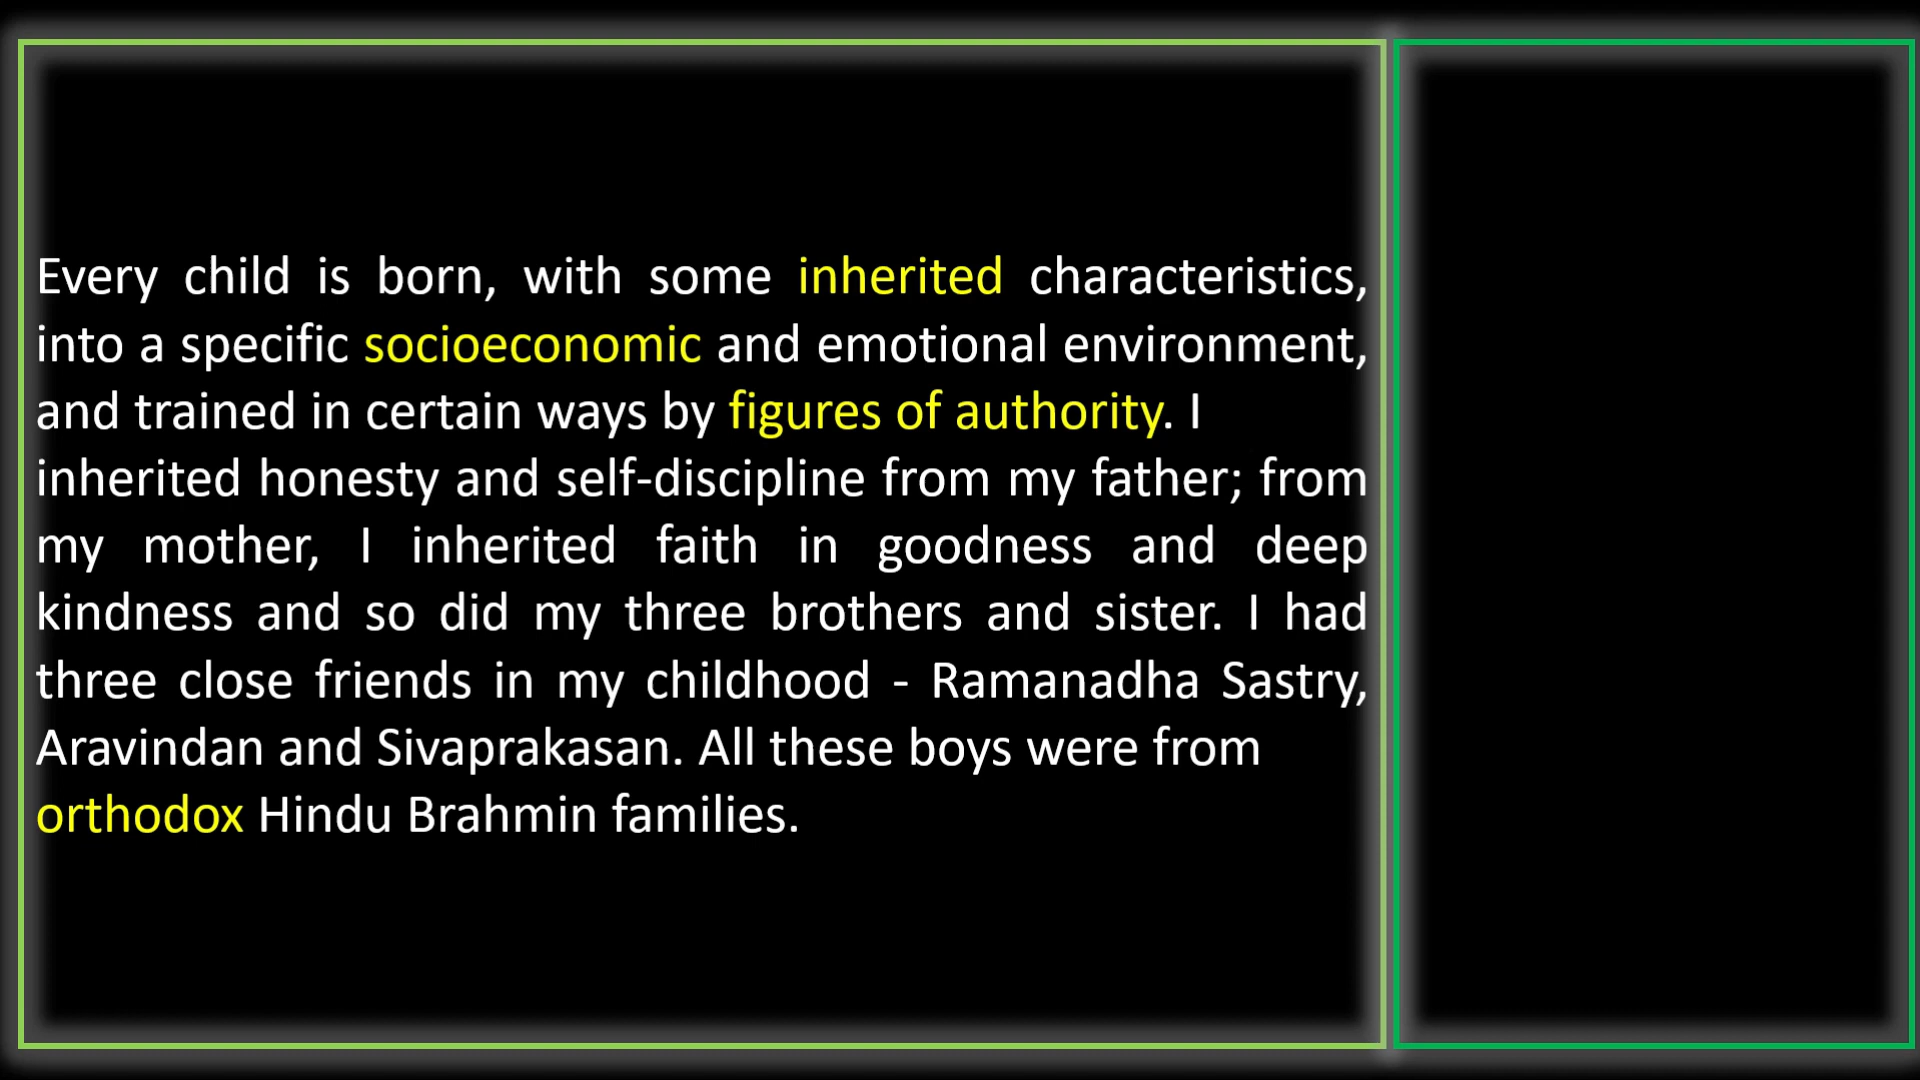 Every child is born, with some inherited characteristics,
into a specific socioeconomic and emotional environment,
and trained in certain ways by figures of authority. I
inherited honesty and self-discipline from my father; from
my mother, I inherited faith in goodness and deep
kindness and so did my three brothers and sister. I had
three close friends in my childhood - Ramanadha Sastry,
Aravindan and Sivaprakasan. All these boys were from
orthodox Hindu Brahmin families.